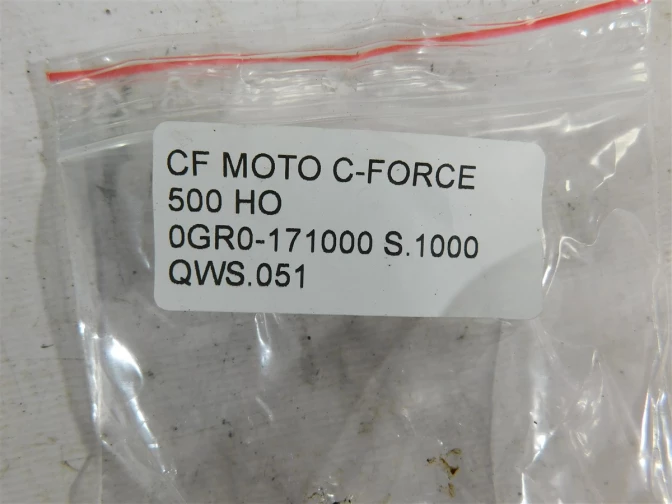 CF MOTO C-FORCE
500 HO
0GR0-171000 S.1000
QWS.051